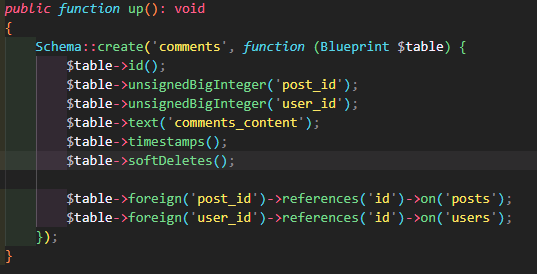 public function up(): void
{
    Schema::create('comments', function (Blueprint $table) {
        $table->id();
        $table->unsignedBigInteger('post_id');
        $table->unsignedBigInteger('user_id');
        $table->text('comments_content');
        $table->timestamps();
        $table->softDeletes();

        $table->foreign('post_id')->references('id')->on('posts');
        $table->foreign('user_id')->references('id')->on('users');
    });
}